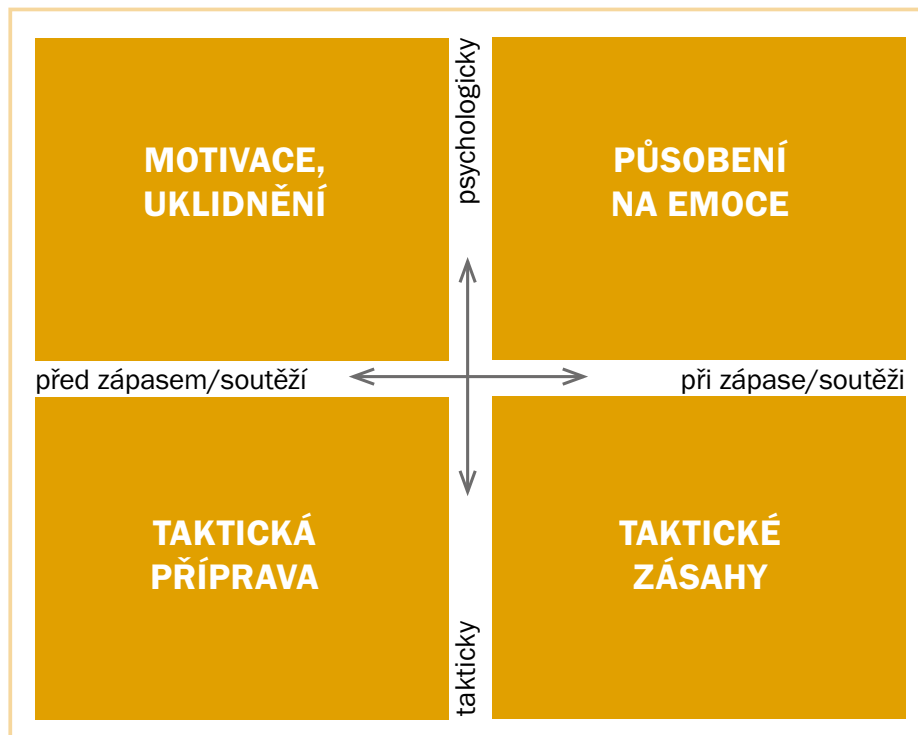 MOTIVACE,
UKLIDNĚNÍ
psychologicky
PŮSOBENÍ
NA EMOCE
před zápasem/soutěží
při zápase/soutěži
TAKTICKÁ
PŘÍPRAVA
takticky
TAKTICKÉ
ZÁSAHY